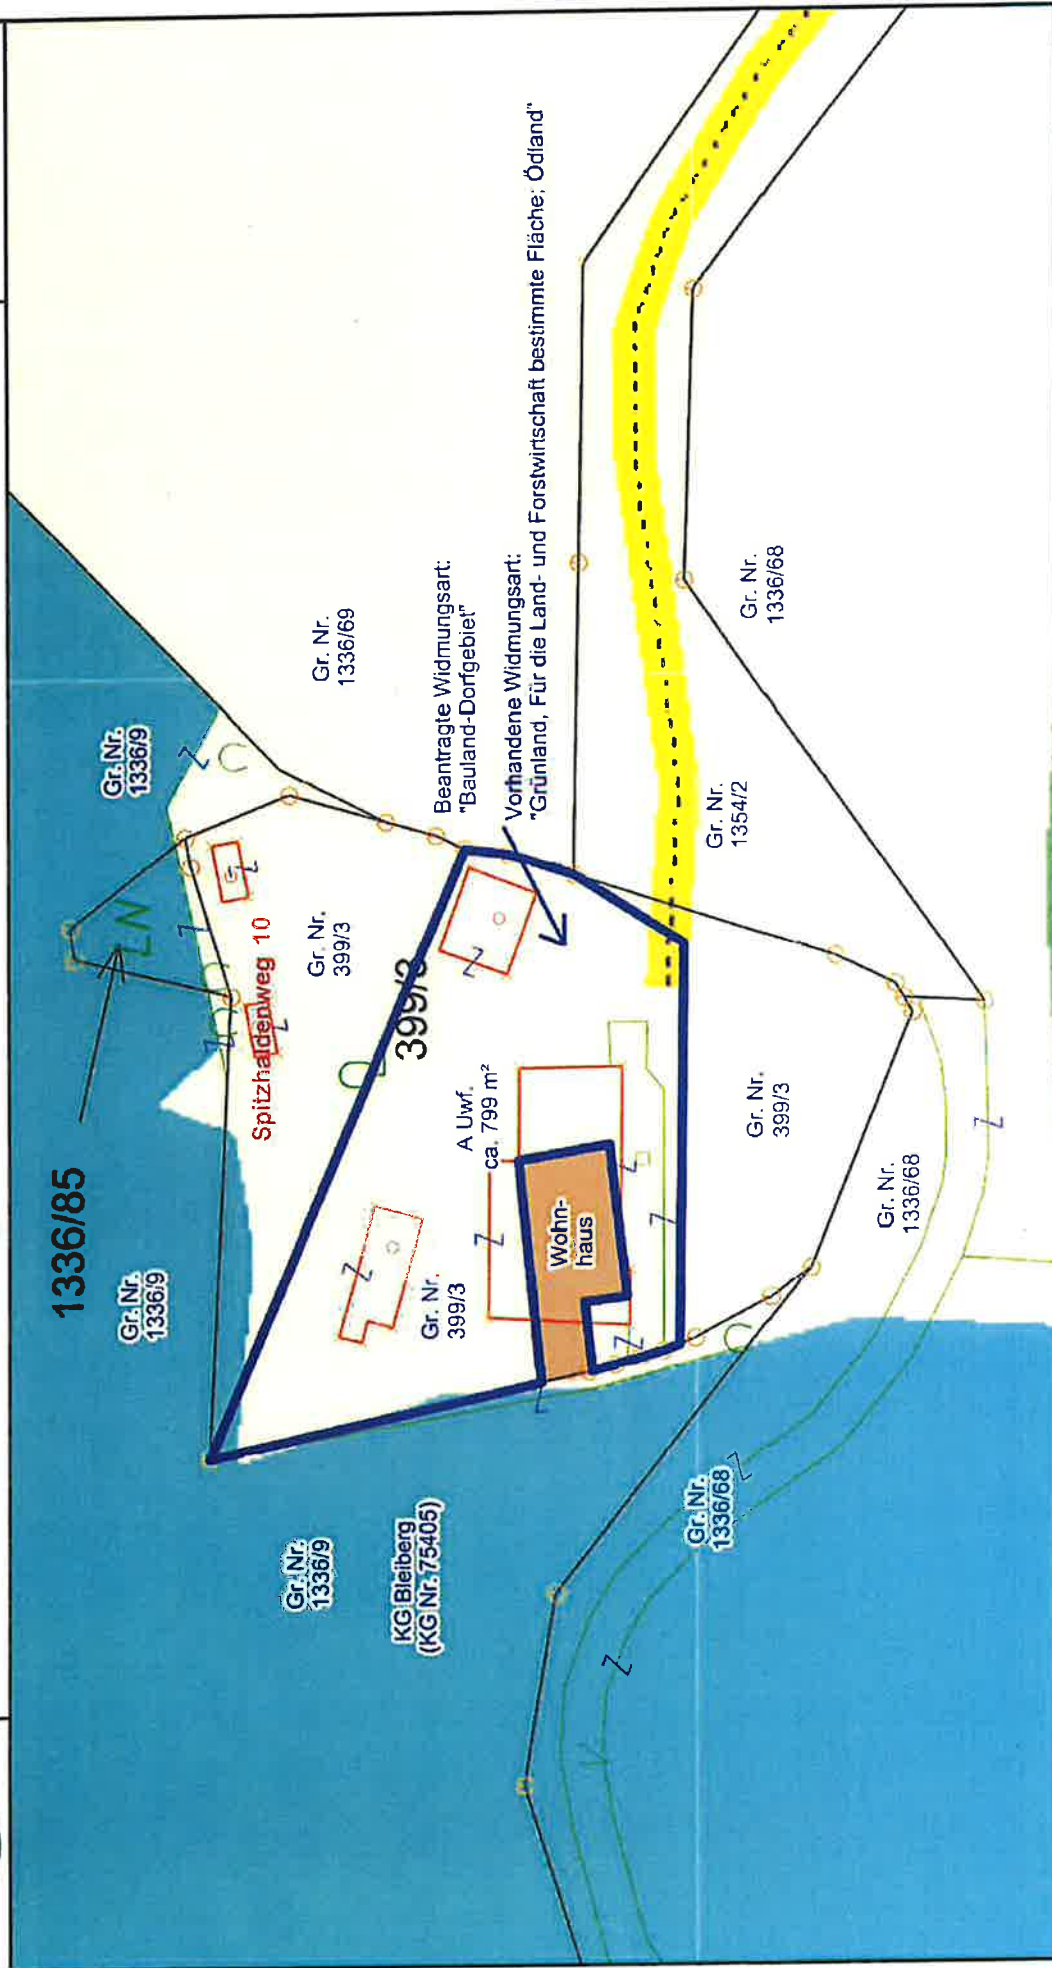 1336/85
Gr. Nr.
1336/9
Gr. Nr.
1336/9
Gr. Nr.
1336/9
KG Bleiberg
(KG Nr. 75405)
Spitzhaldenweg 10
Gr. Nr.
399/3
399/3
Gr. Nr.
1336/69
Beantragte Widmungsart:
"Bauland-Dorfgebiet"
Vorhandene Widmungsart:
"Grünland, Für die Land- und Forstwirtschaft bestimmte Fläche; Ödland"
A Uwf.
ca. 799 m²
Gr. Nr.
399/3
Wohn-
haus
Gr. Nr.
1354/2
Gr. Nr.
1336/68
Gr. Nr.
399/3
Gr. Nr.
1336/68
Gr. Nr.
1336/68
LN